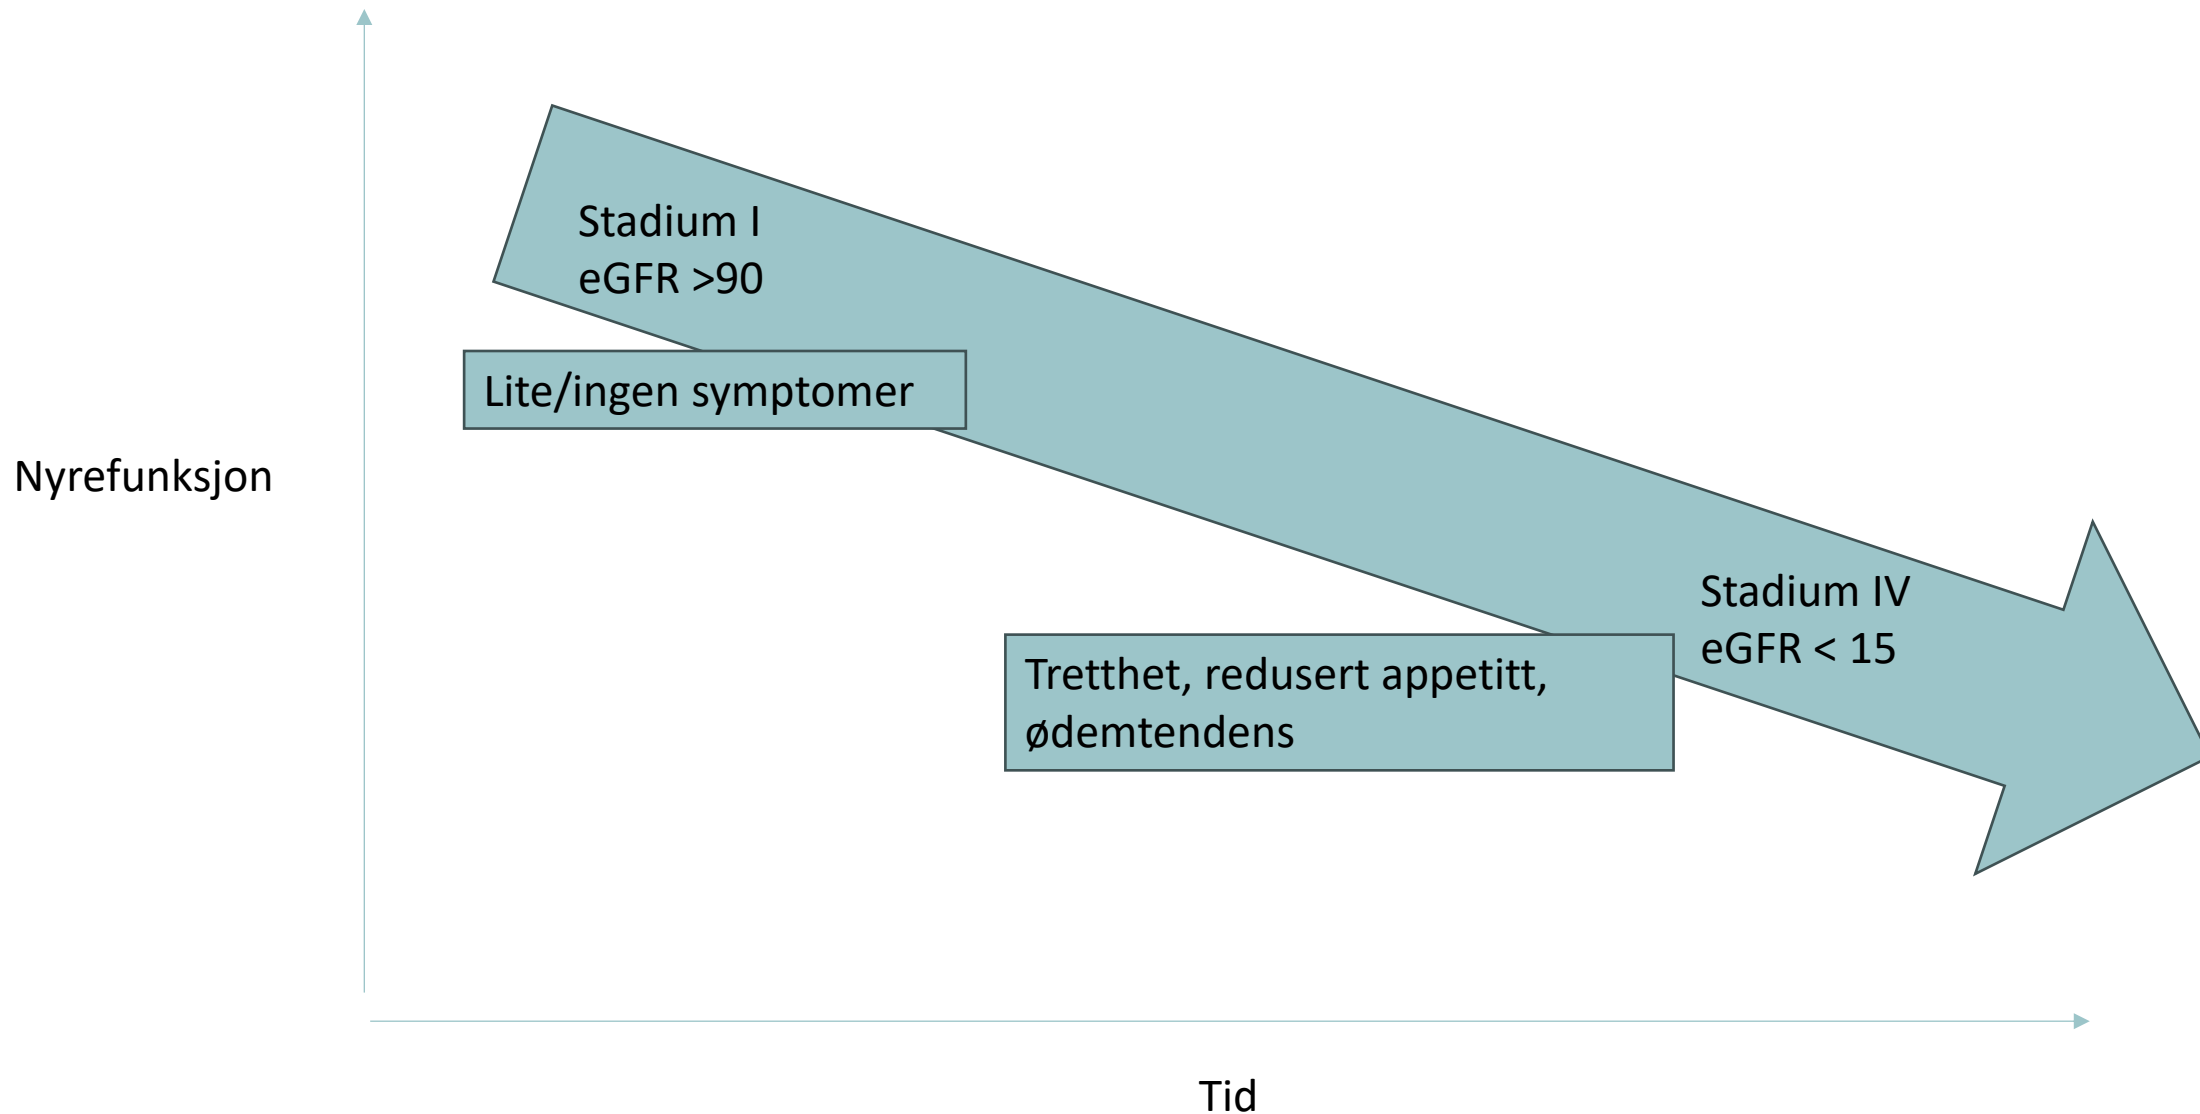 Stadium I
eGFR >90
Lite/ingen symptomer
Nyrefunksjon
Stadium IV
eGFR < 15
Tretthet, redusert appetitt,
ødemtendens
Tid